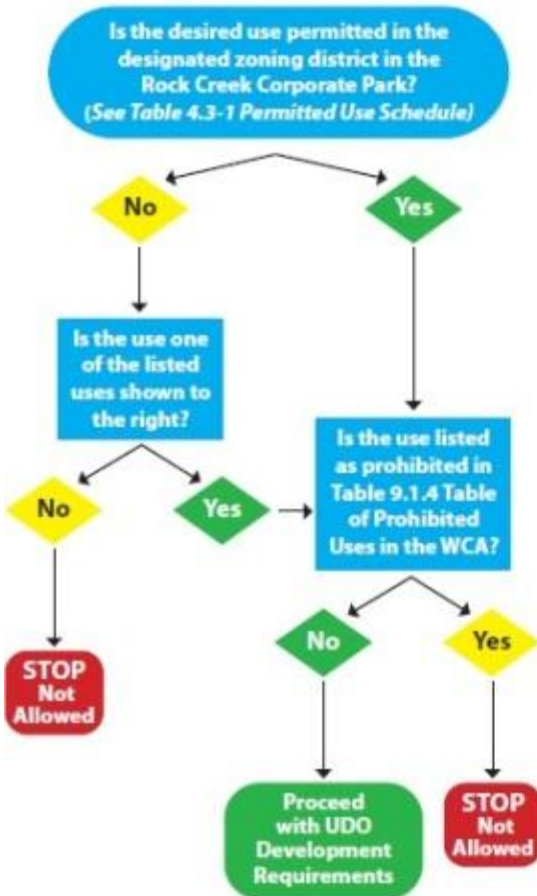 Is the desired use permitted in the
designated zoning district in the
Rock Creek Corporate Park?
(See Table 4.3-1 Permitted Use Schedule)
No
Yes
Is the use one
of the listed
uses shown to
the right?
Is the use listed
as prohibited in
Table 9.1.4 Table
of Prohibited
Uses in the WCA?
No
Yes
No
Yes
STOP
Not
Allowed
Proceed
with UDO
Development
Requirements
STOP
Not
Allowed